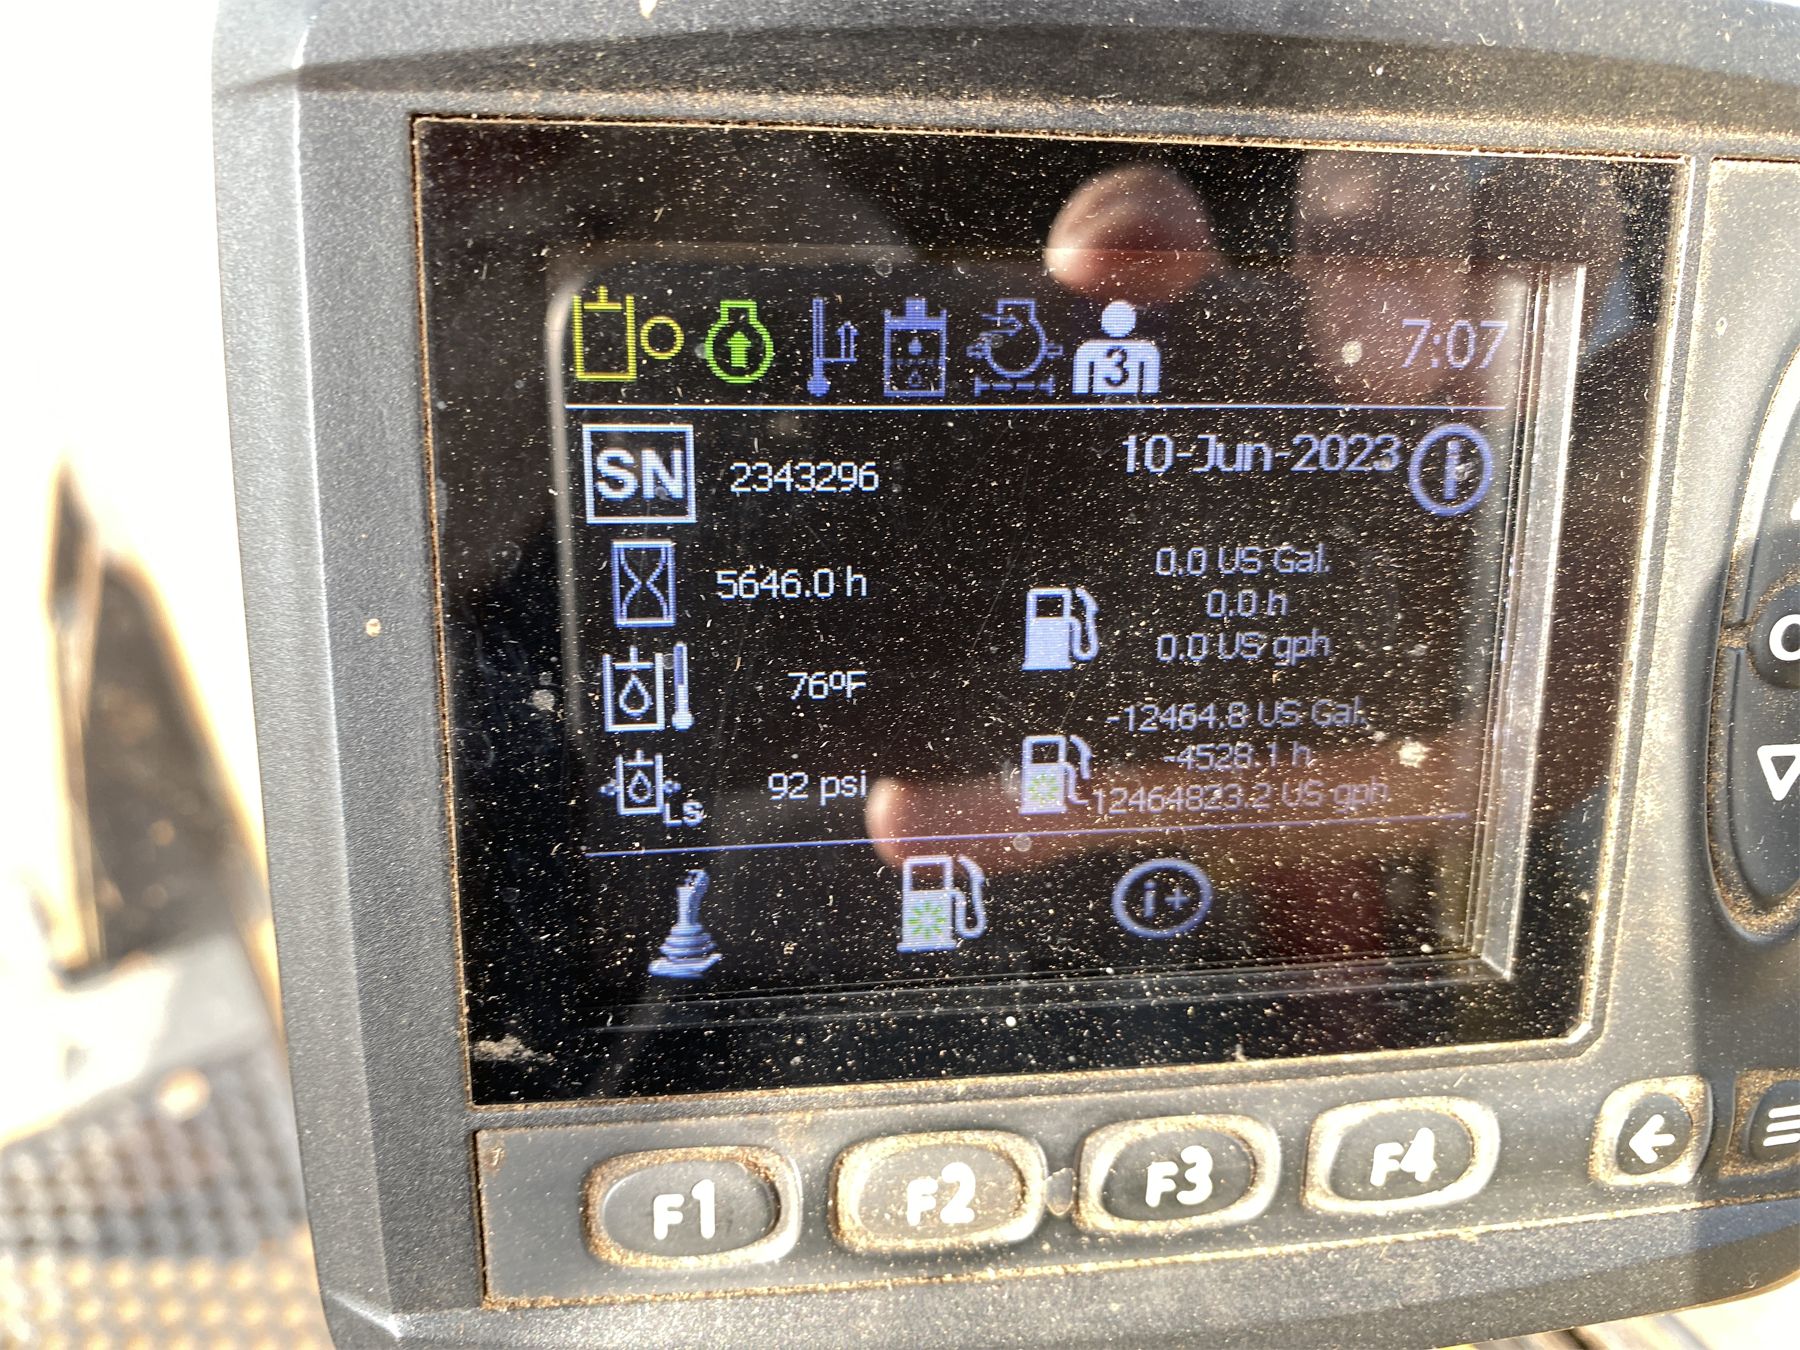 3
7:07
SN 2343296
10-Jun-2023 i
5646.0 h
0.0 US Gal.
0.0 h
0.0 US gph
76ºF
-12464.8 US Gal.
-4528.1 h
92 psi
LS
-12464823.2 US gph
i+
F1 F2 F3 F4